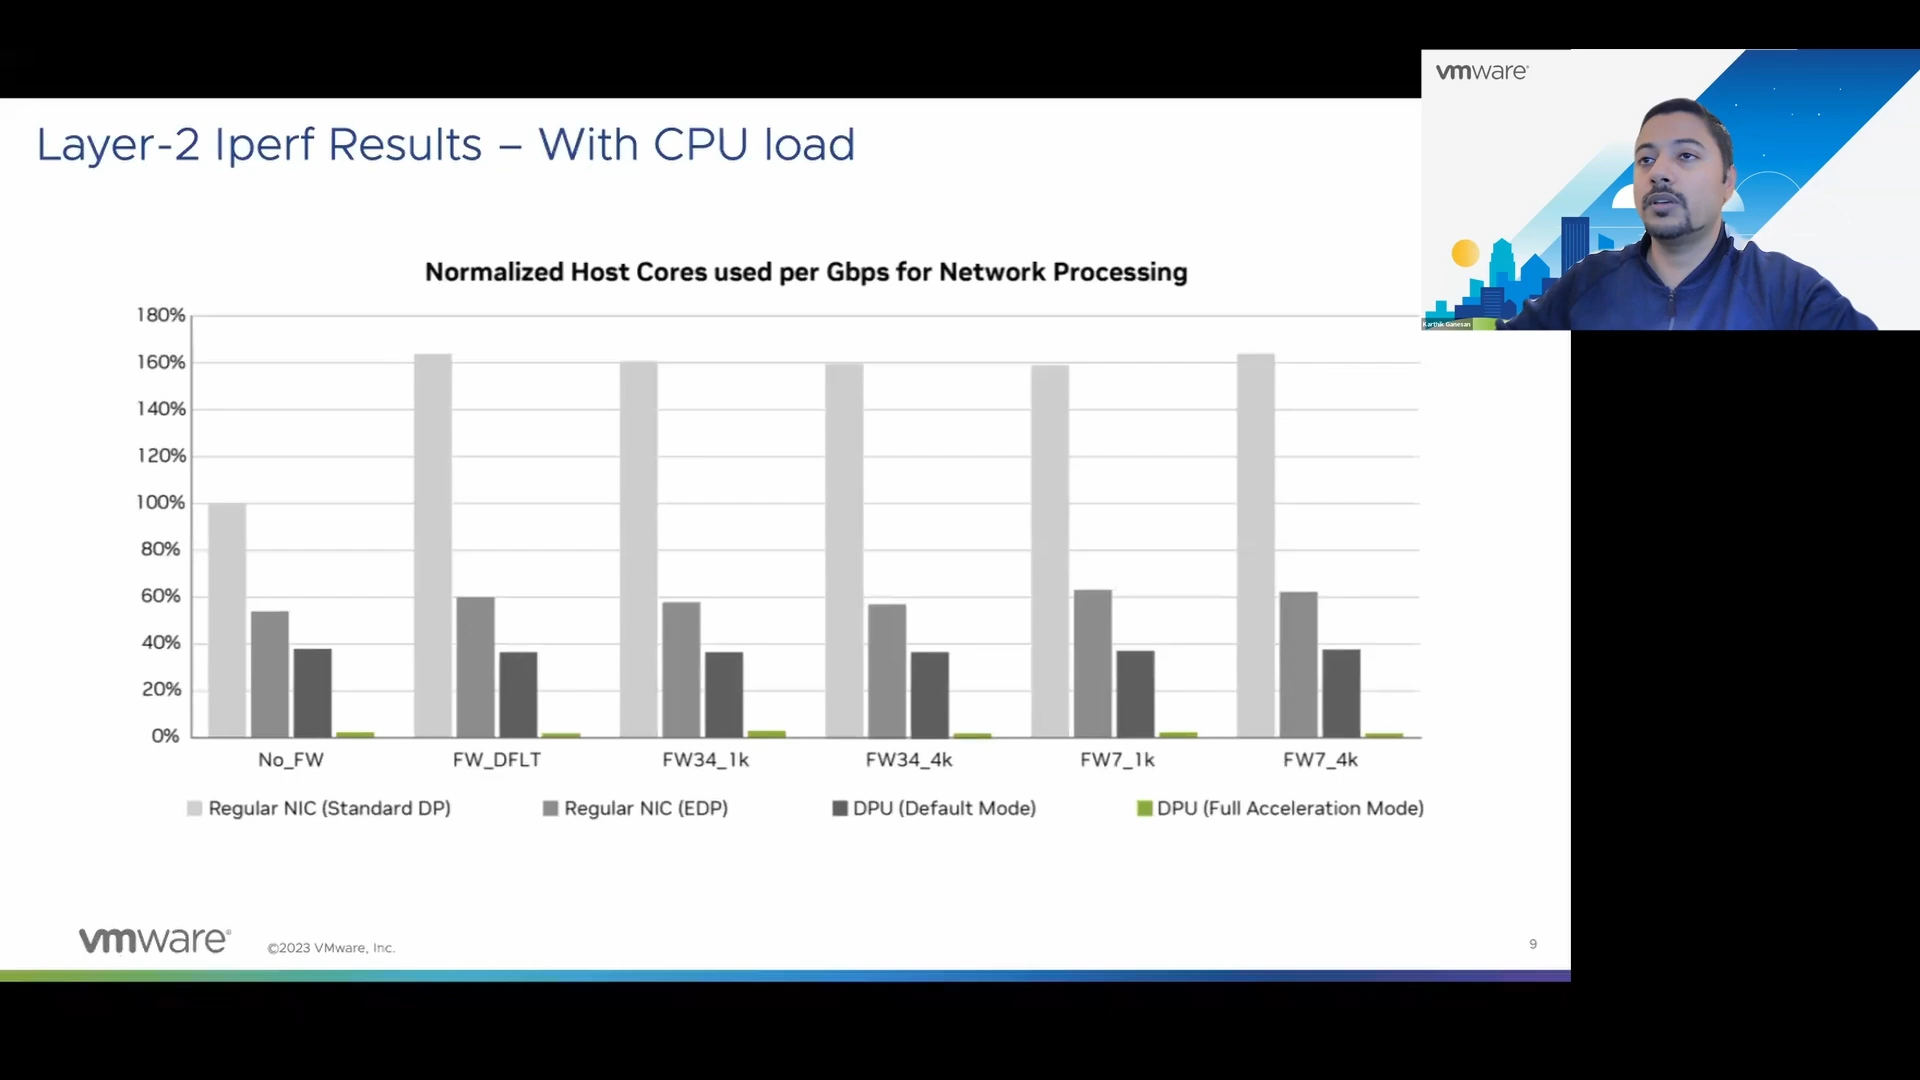 Layer-2 Iperf Results – With CPU load
vmware®
Karthik Ganesan
Normalized Host Cores used per Gbps for Network Processing
180%
160%
140%
120%
100%
80%
60%
40%
20%
0%
No_FW FW_DFLT FW34_1k FW34_4k FW7_1k FW7_4k
Regular NIC (Standard DP) Regular NIC (EDP) DPU (Default Mode) DPU (Full Acceleration Mode)
vmware® ©2023 VMware, Inc. 9